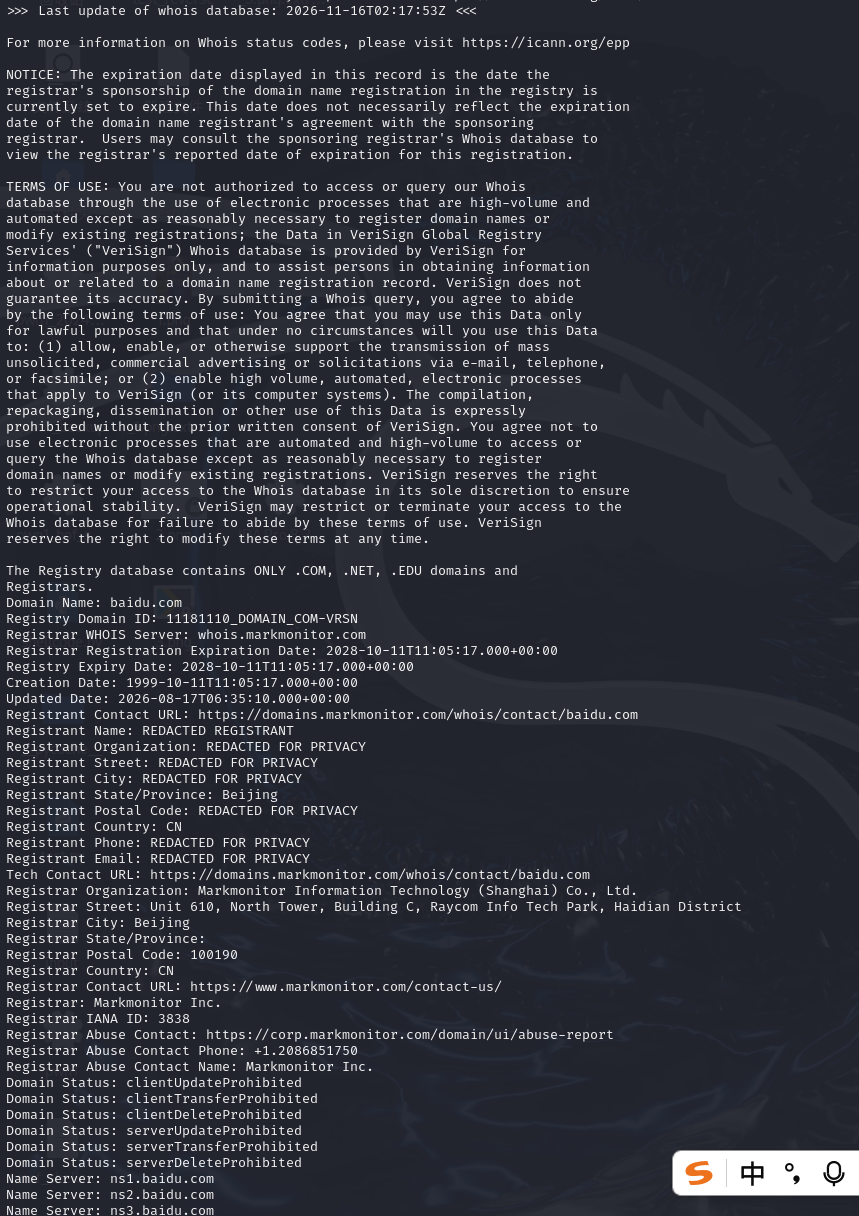 >>> Last update of whois database: 2026-11-16T02:17:53Z <<<
For more information on Whois status codes, please visit https://icann.org/epp
NOTICE: The expiration date displayed in this record is the date the
registrar's sponsorship of the domain name registration in the registry is
currently set to expire. This date does not necessarily reflect the expiration
date of the domain name registrant's agreement with the sponsoring
registrar.  Users may consult the sponsoring registrar's Whois database to
view the registrar's reported date of expiration for this registration.
TERMS OF USE: You are not authorized to access or query our Whois
database through the use of electronic processes that are high-volume and
automated except as reasonably necessary to register domain names or
modify existing registrations; the Data in VeriSign Global Registry
Services' ("VeriSign") Whois database is provided by VeriSign for
information purposes only, and to assist persons in obtaining information
about or related to a domain name registration record. VeriSign does not
guarantee its accuracy. By submitting a Whois query, you agree to abide
by the following terms of use: You agree that you may use this Data only
for lawful purposes and that under no circumstances will you use this Data
to: (1) allow, enable, or otherwise support the transmission of mass
unsolicited, commercial advertising or solicitations via e-mail, telephone,
or facsimile; or (2) enable high volume, automated, electronic processes
that apply to VeriSign (or its computer systems). The compilation,
repackaging, dissemination or other use of this Data is expressly
prohibited without the prior written consent of VeriSign. You agree not to
use electronic processes that are automated and high-volume to access or
query the Whois database except as reasonably necessary to register
domain names or modify existing registrations. VeriSign reserves the right
to restrict your access to the Whois database in its sole discretion to ensure
operational stability.  VeriSign may restrict or terminate your access to the
Whois database for failure to abide by these terms of use. VeriSign
reserves the right to modify these terms at any time.
The Registry database contains ONLY .COM, .NET, .EDU domains and
Registrars.
Domain Name: baidu.com
Registry Domain ID: 11181110_DOMAIN_COM-VRSN
Registrar WHOIS Server: whois.markmonitor.com
Registrar Registration Expiration Date: 2028-10-11T11:05:17.000+00:00
Registry Expiry Date: 2028-10-11T11:05:17.000+00:00
Creation Date: 1999-10-11T11:05:17.000+00:00
Updated Date: 2026-08-17T06:35:10.000+00:00
Registrant Contact URL: https://domains.markmonitor.com/whois/contact/baidu.com
Registrant Name: REDACTED REGISTRANT
Registrant Organization: REDACTED FOR PRIVACY
Registrant Street: REDACTED FOR PRIVACY
Registrant City: REDACTED FOR PRIVACY
Registrant State/Province: Beijing
Registrant Postal Code: REDACTED FOR PRIVACY
Registrant Country: CN
Registrant Phone: REDACTED FOR PRIVACY
Registrant Email: REDACTED FOR PRIVACY
Tech Contact URL: https://domains.markmonitor.com/whois/contact/baidu.com
Registrar Organization: Markmonitor Information Technology (Shanghai) Co., Ltd.
Registrar Street: Unit 610, North Tower, Building C, Raycom Info Tech Park, Haidian District
Registrar City: Beijing
Registrar State/Province:
Registrar Postal Code: 100190
Registrar Country: CN
Registrar Contact URL: https://www.markmonitor.com/contact-us/
Registrar: Markmonitor Inc.
Registrar IANA ID: 3838
Registrar Abuse Contact: https://corp.markmonitor.com/domain/ui/abuse-report
Registrar Abuse Contact Phone: +1.2086851750
Registrar Abuse Contact Name: Markmonitor Inc.
Domain Status: clientUpdateProhibited
Domain Status: clientTransferProhibited
Domain Status: clientDeleteProhibited
Domain Status: serverUpdateProhibited
Domain Status: serverTransferProhibited
Domain Status: serverDeleteProhibited
Name Server: ns1.baidu.com
Name Server: ns2.baidu.com
Name Server: ns3.baidu.com
S 中 °,